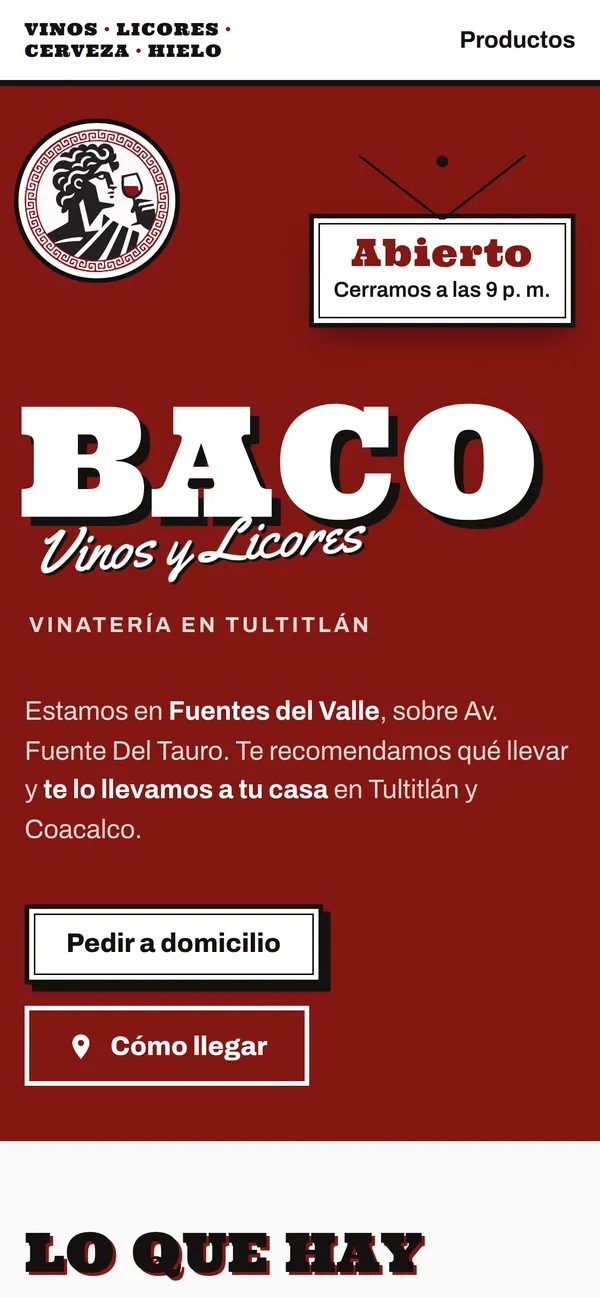 VINOS · LICORES ·
CERVEZA · HIELO
Productos
Abierto
Cerramos a las 9 p. m.
BACO
Vinos y Licores
VINATERÍA EN TULTITLÁN
Estamos en Fuentes del Valle, sobre Av.
Fuente Del Tauro. Te recomendamos qué llevar
y te lo llevamos a tu casa en Tultitlán y
Coacalco.
Pedir a domicilio
Cómo llegar
LO QUE HAY